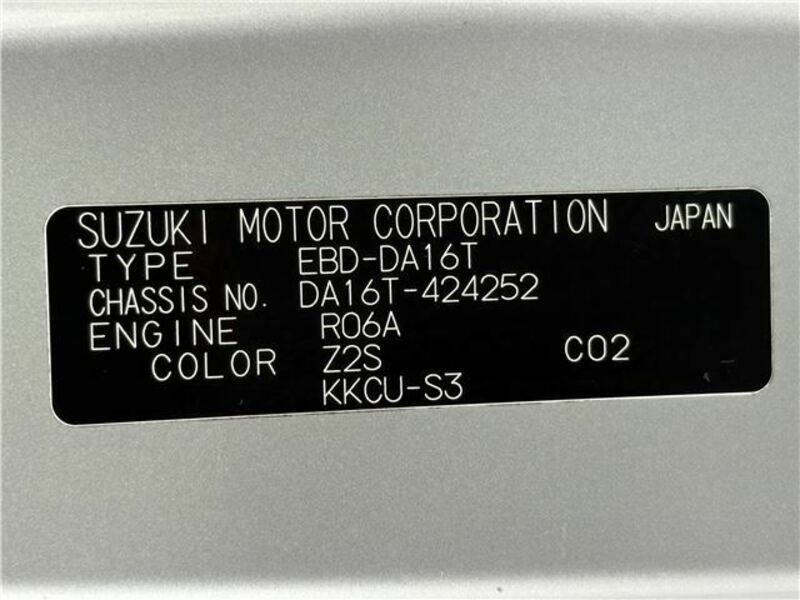 SUZUKI MOTOR CORPORATION JAPAN
TYPE EBD-DA16T
CHASSIS NO. DA16T-424252
ENGINE R06A
COLOR Z2S C02
KKCU-S3